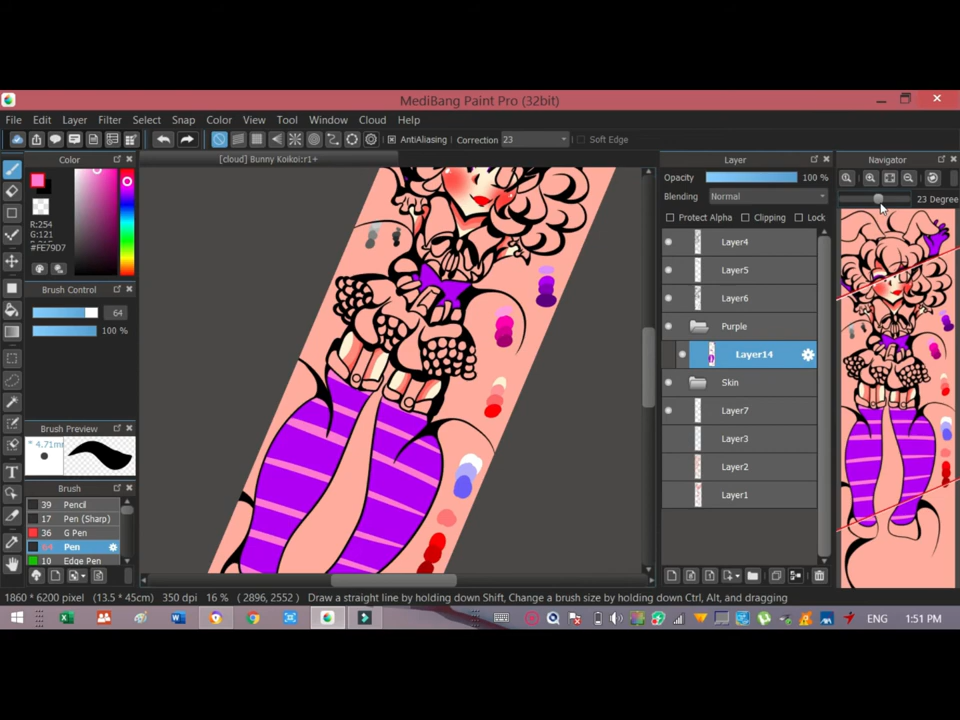 MediBang Paint Pro (32bit)
File Edit Layer Filter Select Snap Color View Tool Window Cloud Help
AntiAliasing Correction 23 Soft Edge
Color
[cloud] Bunny Koikoi:r1+
Layer
Navigator
Opacity 100 %
Blending Normal
23 Degree
Protect Alpha Clipping Lock
R:254
G:121
B:215
#FE79D7
Brush Control
64
100 %
Layer4
Layer5
Layer6
Purple
Layer14
Skin
Layer7
Layer3
Layer2
Layer1
Brush Preview
* 4.71m
Brush
39 Pencil
17 Pen (Sharp)
36 G Pen
64 Pen
10 Edge Pen
1860 * 6200 pixel (13.5 * 45cm) 350 dpi 16 % (2896, 2552) Draw a straight line by holding down Shift, Change a brush size by holding down Ctrl, Alt, and dragging
ENG 1:51 PM